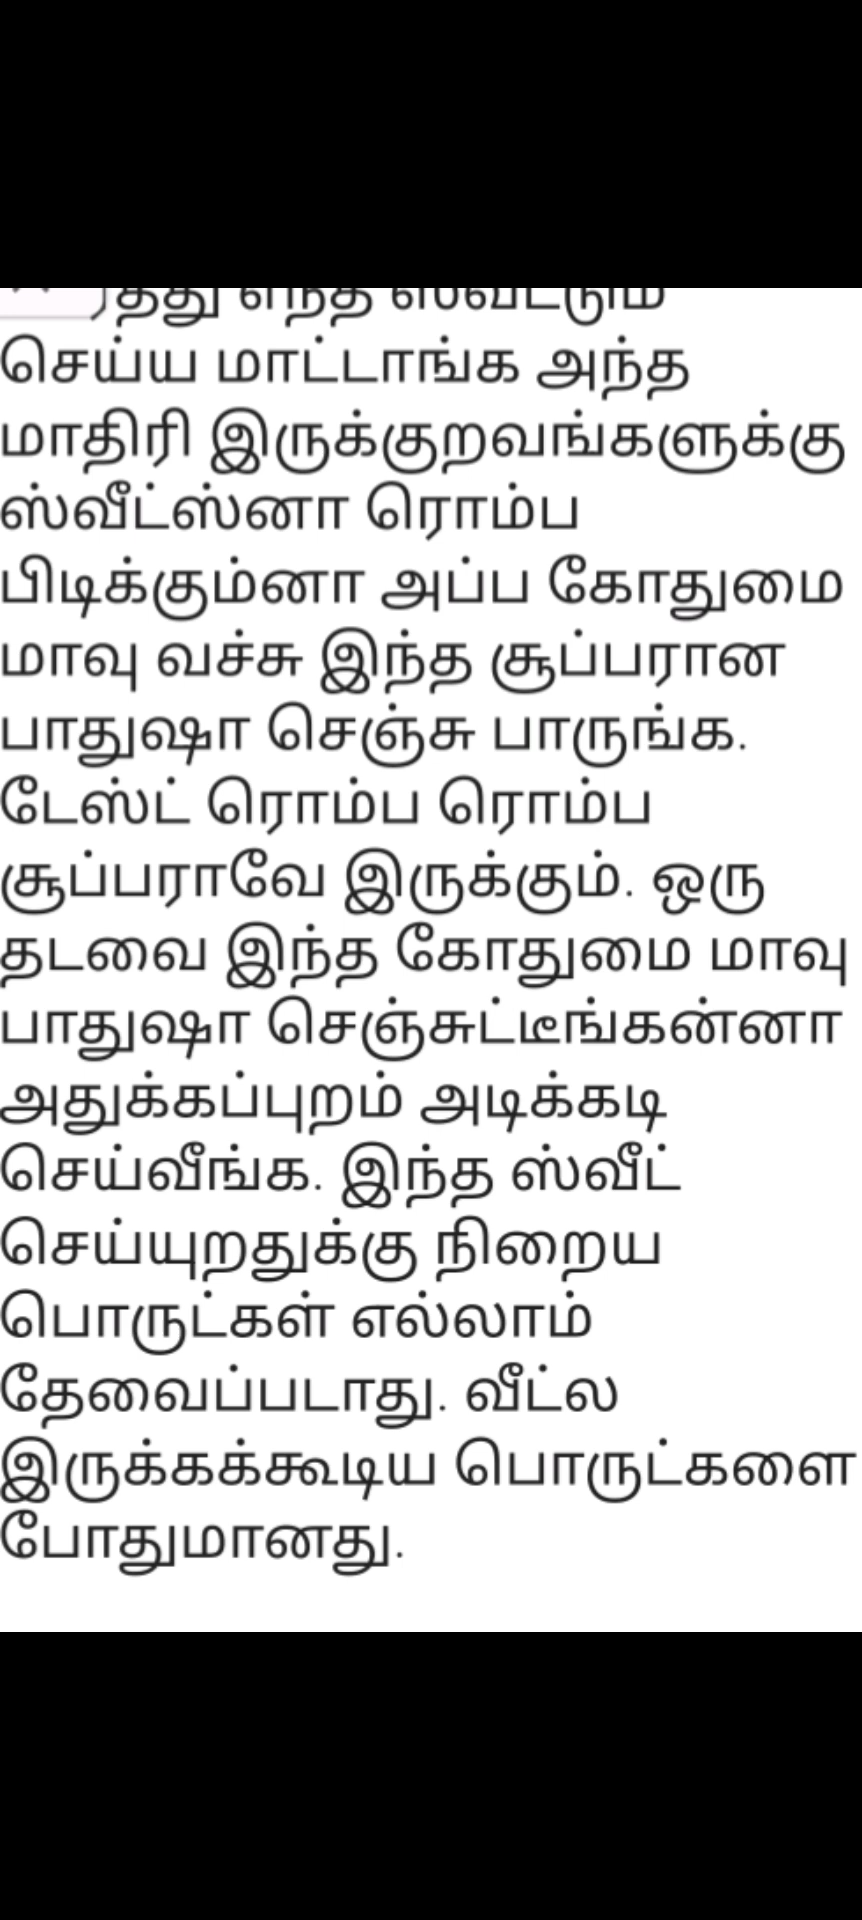 எந்த ஸ்வீட்டும்
செய்ய மாட்டாங்க அந்த
மாதிரி இருக்குறவங்களுக்கு
ஸ்வீட்ஸ்னா ரொம்ப
பிடிக்கும்னா அப்ப கோதுமை
மாவு வச்சு இந்த சூப்பரான
பாதுஷா செஞ்சு பாருங்க.
டேஸ்ட் ரொம்ப ரொம்ப
சூப்பராவே இருக்கும். ஒரு
தடவை இந்த கோதுமை மாவு
பாதுஷா செஞ்சுட்டீங்கன்னா
அதுக்கப்புறம் அடிக்கடி
செய்வீங்க. இந்த ஸ்வீட்
செய்யுறதுக்கு நிறைய
பொருட்கள் எல்லாம்
தேவைப்படாது. வீட்ல
இருக்கக்கூடிய பொருட்களை
போதுமானது.